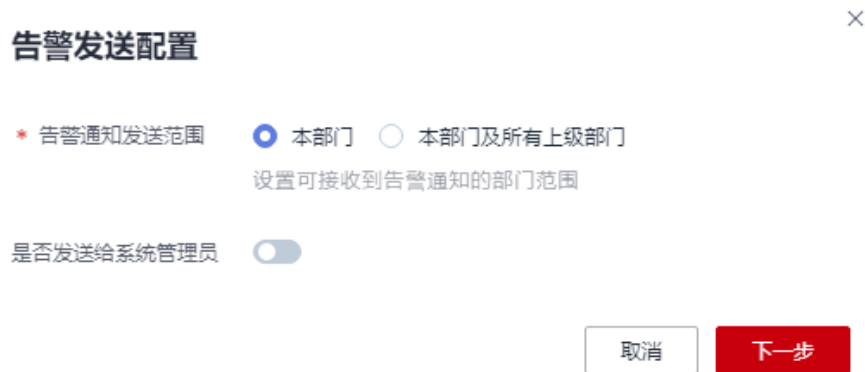 告警发送配置
* 告警通知发送范围 本部门 本部门及所有上级部门
设置可接收到告警通知的部门范围
是否发送给系统管理员
取消 下一步